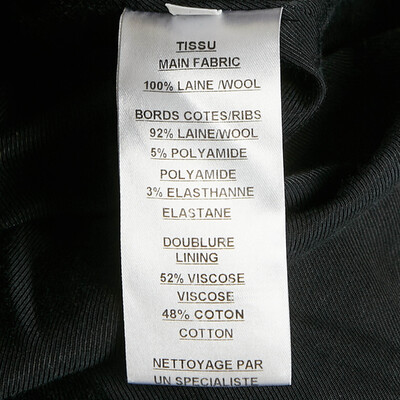 TISSU
MAIN FABRIC
100% LAINE /WOOL
BORDS COTES/RIBS
92% LAINE/WOOL
5% POLYAMIDE
POLYAMIDE
3% ELASTHANNE
ELASTANE
DOUBLURE
LINING
52% VISCOSE
VISCOSE
48% COTON
COTTON
NETTOYAGE PAR
UN SPECIALISTE